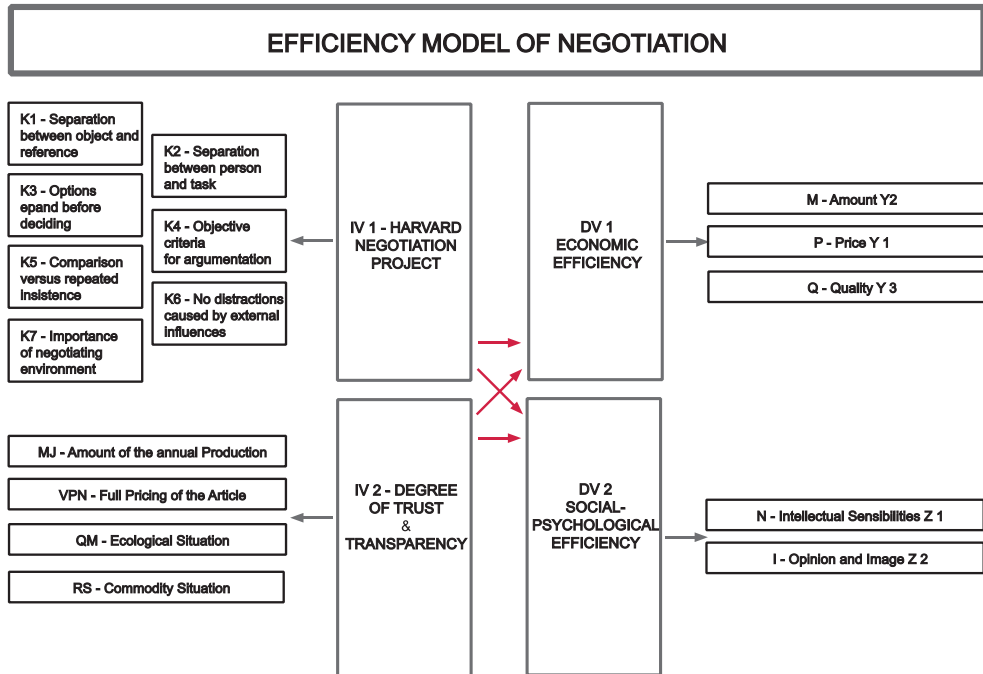 EFFICIENCY MODEL OF NEGOTIATION
K1 - Separation
between object and
reference
K2 - Separation
between person
and task
K3 - Options
epand before
deciding
K4 - Objective
criteria
for argumentation
K5 - Comparison
versus repeated
insistence
K6 - No distractions
caused by external
influences
K7 - Importance
of negotiating
environment
IV 1 - HARVARD
NEGOTIATION
PROJECT
DV 1
ECONOMIC
EFFICIENCY
M - Amount Y2
P - Price Y 1
Q - Quality Y 3
MJ - Amount of the annual Production
VPN - Full Pricing of the Article
QM - Ecological Situation
RS - Commodity Situation
IV 2 - DEGREE
OF TRUST
&
TRANSPARENCY
DV 2
SOCIAL-
PSYCHOLOGICAL
EFFICIENCY
N - Intellectual Sensibilities Z 1
I - Opinion and Image Z 2